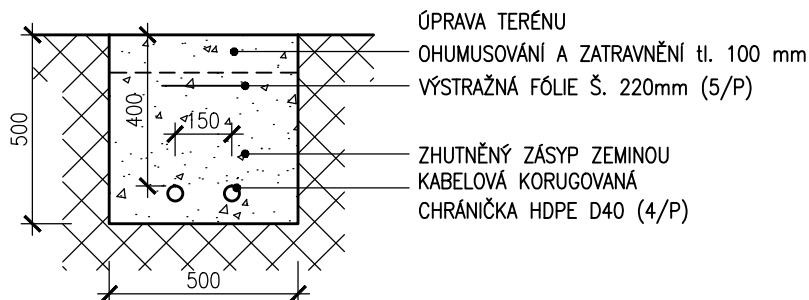 ÚPRAVA TERÉNU
OHUMUSOVÁNÍ A ZATRAVNĚNÍ tl. 100 mm
VÝSTRAŽNÁ FÓLIE Š. 220mm (5/P)
500
400
150
ZHUTNĚNÝ ZÁSYP ZEMINOU
KABELOVÁ KORUGOVANÁ
CHRÁNIČKA HDPE D40 (4/P)
500